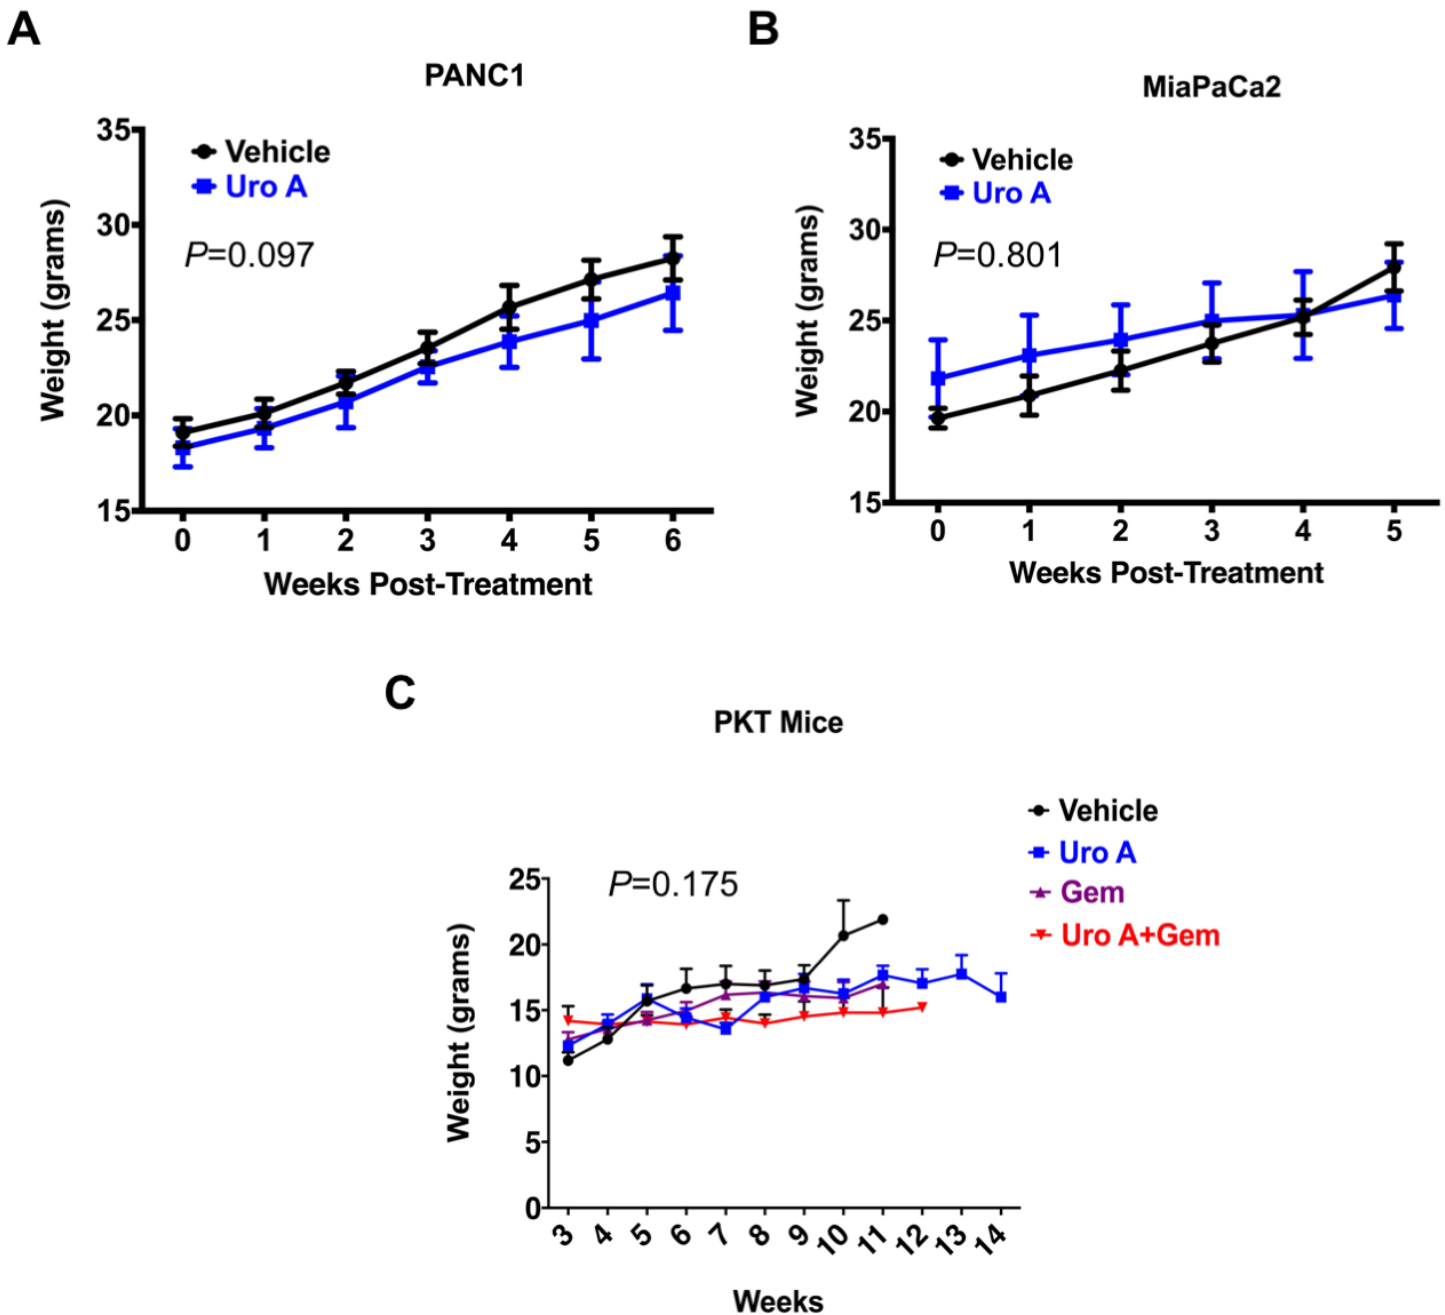 A
PANC1
Vehicle
Uro A
P=0.097
Weight (grams)
35
30
25
20
15
0 1 2 3 4 5 6
Weeks Post-Treatment
B
MiaPaCa2
Vehicle
Uro A
P=0.801
Weight (grams)
35
30
25
20
15
0 1 2 3 4 5
Weeks Post-Treatment
C
PKT Mice
Vehicle
Uro A
Gem
Uro A+Gem
P=0.175
Weight (grams)
25
20
15
10
5
0
3 4 5 6 7 8 9 10 11 12 13 14
Weeks